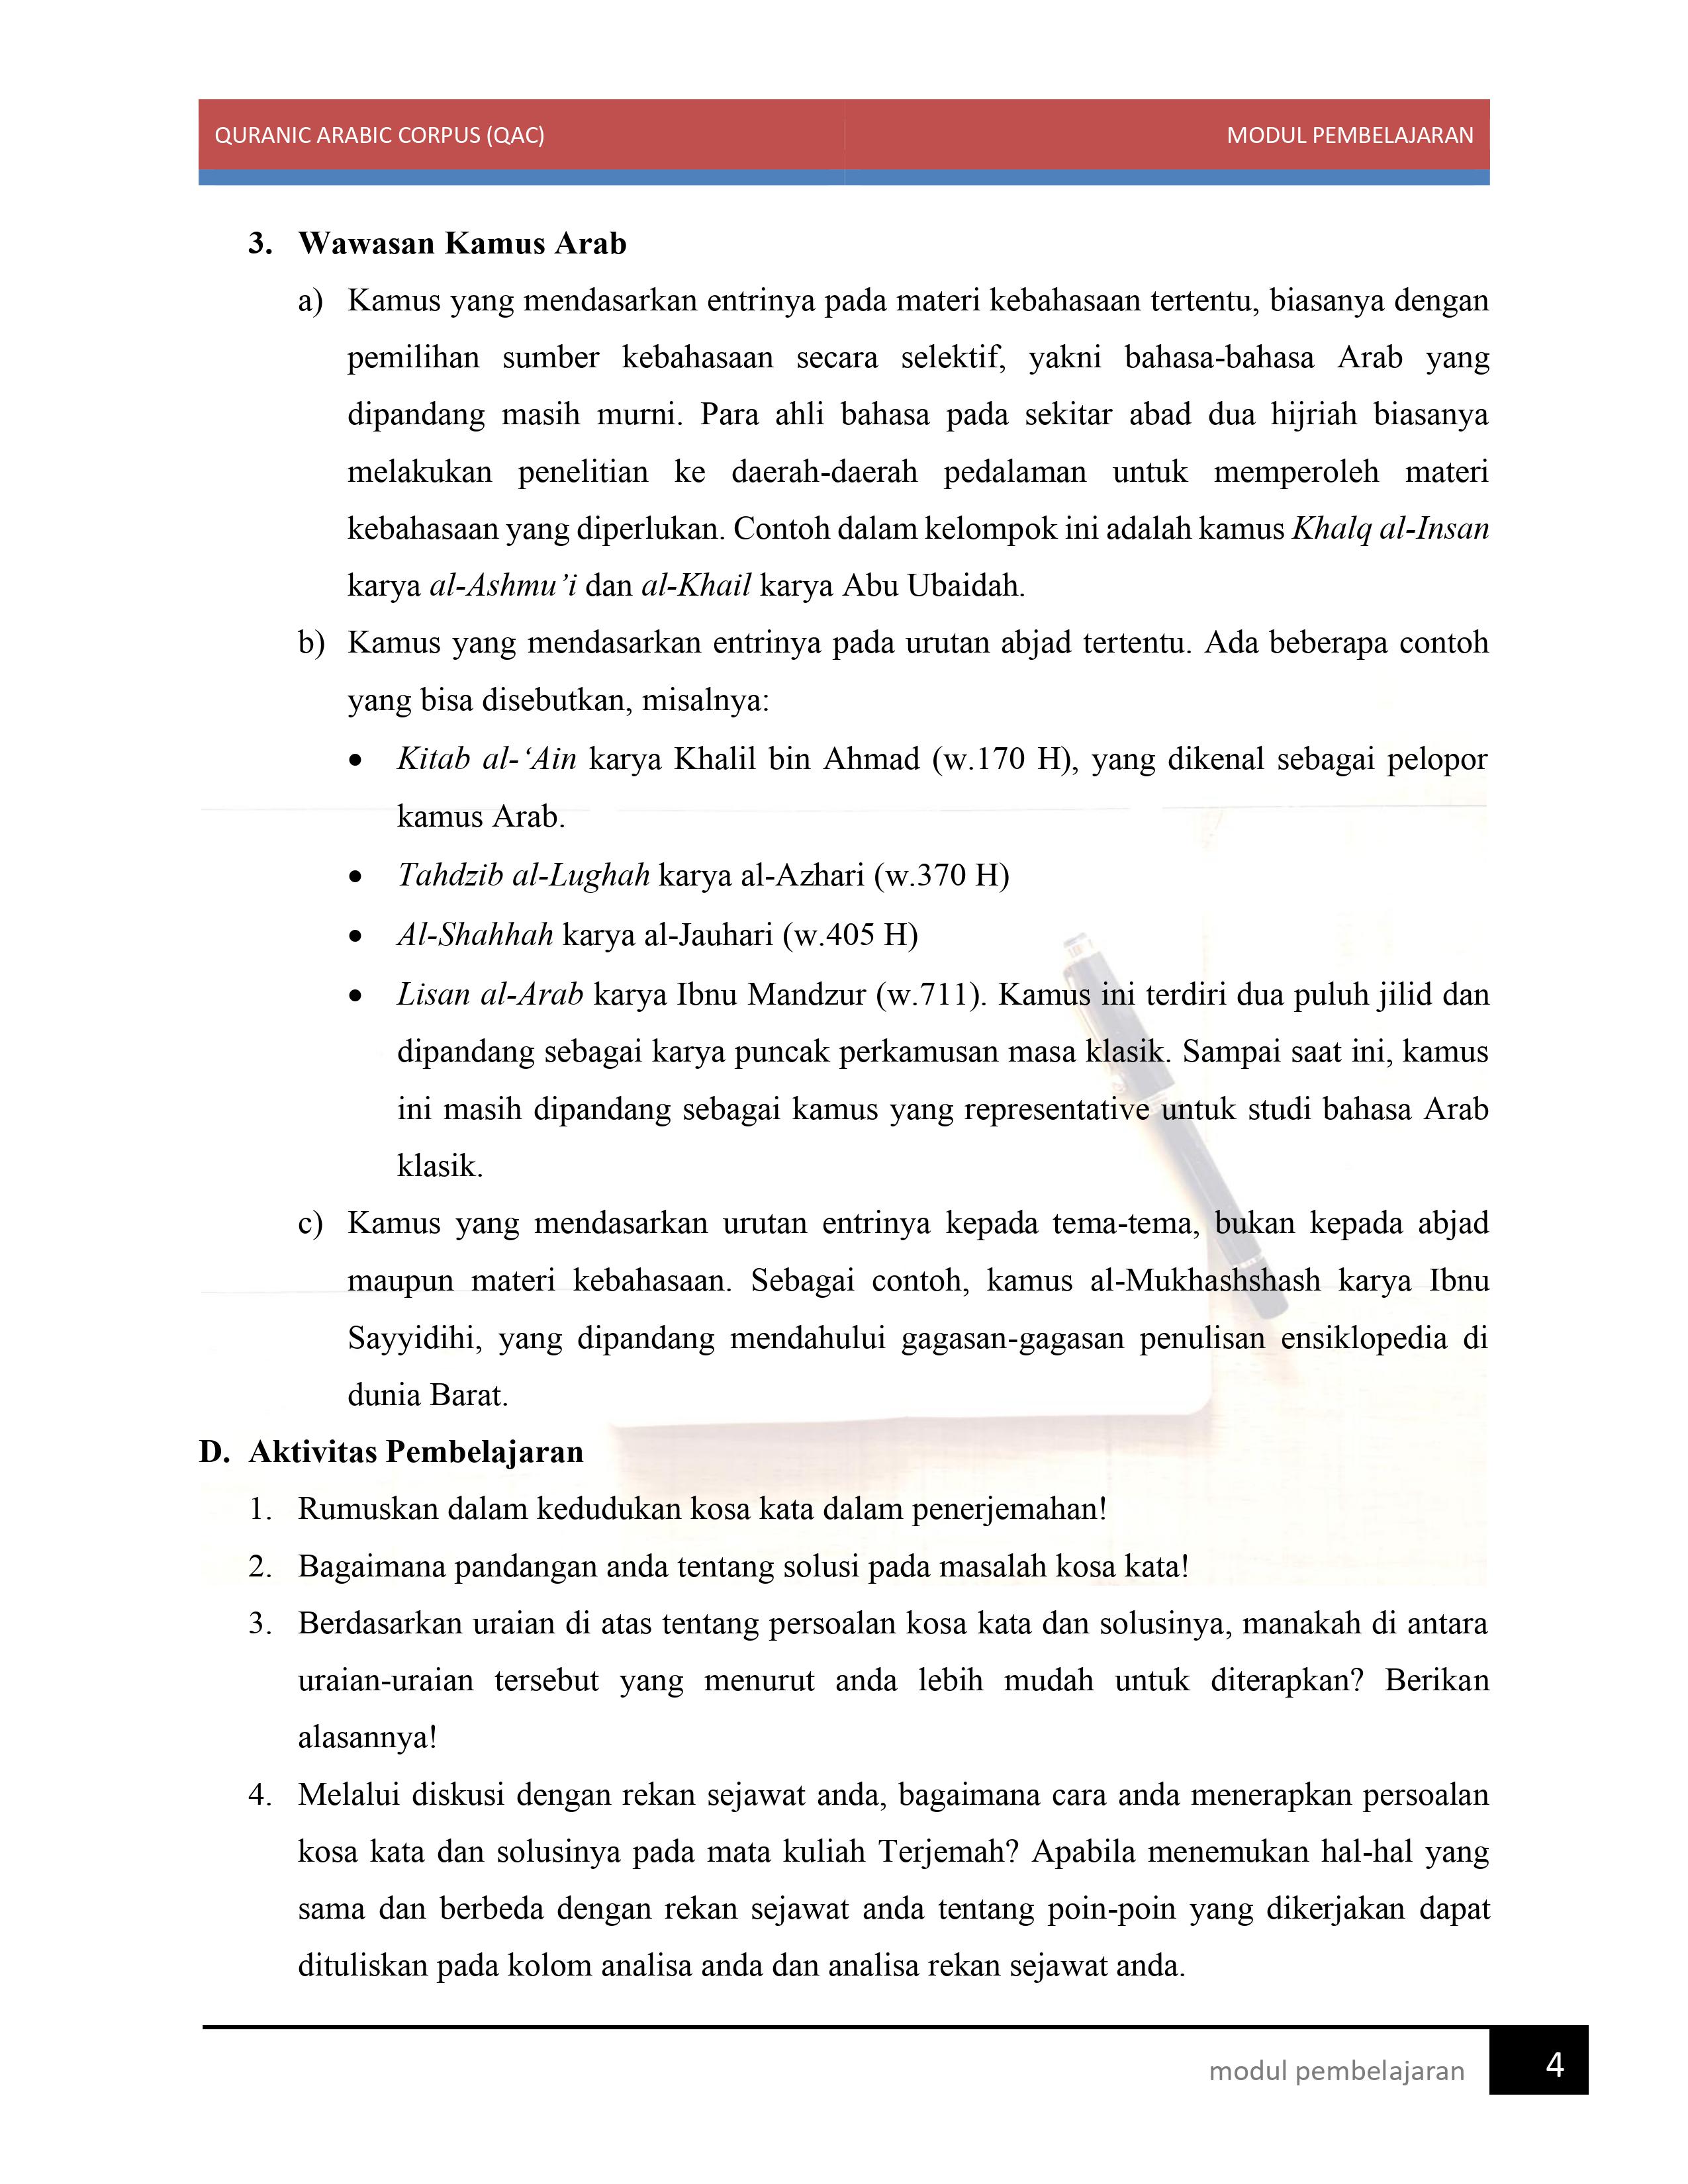 QURANIC ARABIC CORPUS (QAC) MODUL PEMBELAJARAN
3. Wawasan Kamus Arab
a) Kamus yang mendasarkan entrinya pada materi kebahasaan tertentu, biasanya dengan
pemilihan sumber kebahasaan secara selektif, yakni bahasa-bahasa Arab yang
dipandang masih murni. Para ahli bahasa pada sekitar abad dua hijriah biasanya
melakukan penelitian ke daerah-daerah pedalaman untuk memperoleh materi
kebahasaan yang diperlukan. Contoh dalam kelompok ini adalah kamus Khalq al-Insan
karya al-Ashmu’i dan al-Khail karya Abu Ubaidah.
b) Kamus yang mendasarkan entrinya pada urutan abjad tertentu. Ada beberapa contoh
yang bisa disebutkan, misalnya:
• Kitab al-‘Ain karya Khalil bin Ahmad (w.170 H), yang dikenal sebagai pelopor
kamus Arab.
• Tahdzib al-Lughah karya al-Azhari (w.370 H)
• Al-Shahhah karya al-Jauhari (w.405 H)
• Lisan al-Arab karya Ibnu Mandzur (w.711). Kamus ini terdiri dua puluh jilid dan
dipandang sebagai karya puncak perkamusan masa klasik. Sampai saat ini, kamus
ini masih dipandang sebagai kamus yang representative untuk studi bahasa Arab
klasik.
c) Kamus yang mendasarkan urutan entrinya kepada tema-tema, bukan kepada abjad
maupun materi kebahasaan. Sebagai contoh, kamus al-Mukhashshash karya Ibnu
Sayyidihi, yang dipandang mendahului gagasan-gagasan penulisan ensiklopedia di
dunia Barat.
D. Aktivitas Pembelajaran
1. Rumuskan dalam kedudukan kosa kata dalam penerjemahan!
2. Bagaimana pandangan anda tentang solusi pada masalah kosa kata!
3. Berdasarkan uraian di atas tentang persoalan kosa kata dan solusinya, manakah di antara
uraian-uraian tersebut yang menurut anda lebih mudah untuk diterapkan? Berikan
alasannya!
4. Melalui diskusi dengan rekan sejawat anda, bagaimana cara anda menerapkan persoalan
kosa kata dan solusinya pada mata kuliah Terjemah? Apabila menemukan hal-hal yang
sama dan berbeda dengan rekan sejawat anda tentang poin-poin yang dikerjakan dapat
dituliskan pada kolom analisa anda dan analisa rekan sejawat anda.
modul pembelajaran 4